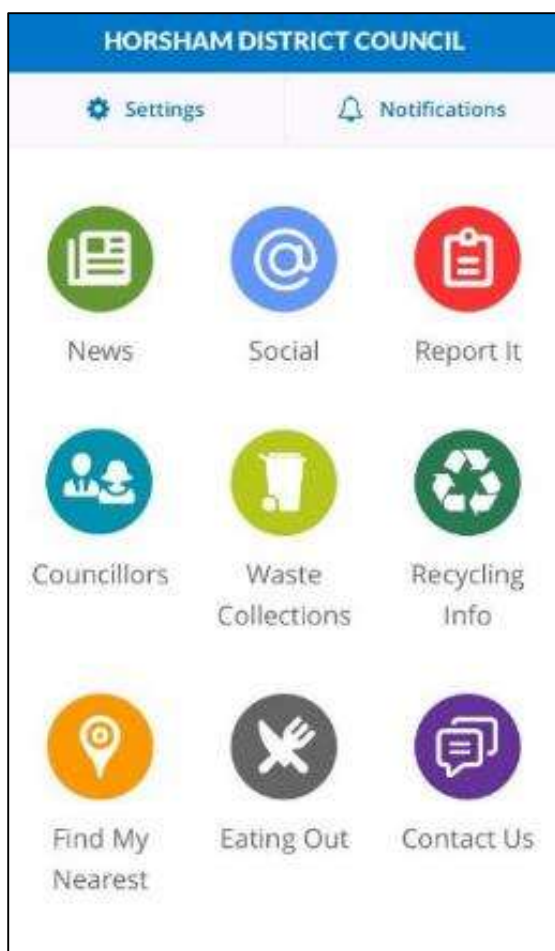 HORSHAM DISTRICT COUNCIL
Settings
Notifications
News
Social
Report It
Councillors
Waste
Collections
Recycling
Info
Find My
Nearest
Eating Out
Contact Us